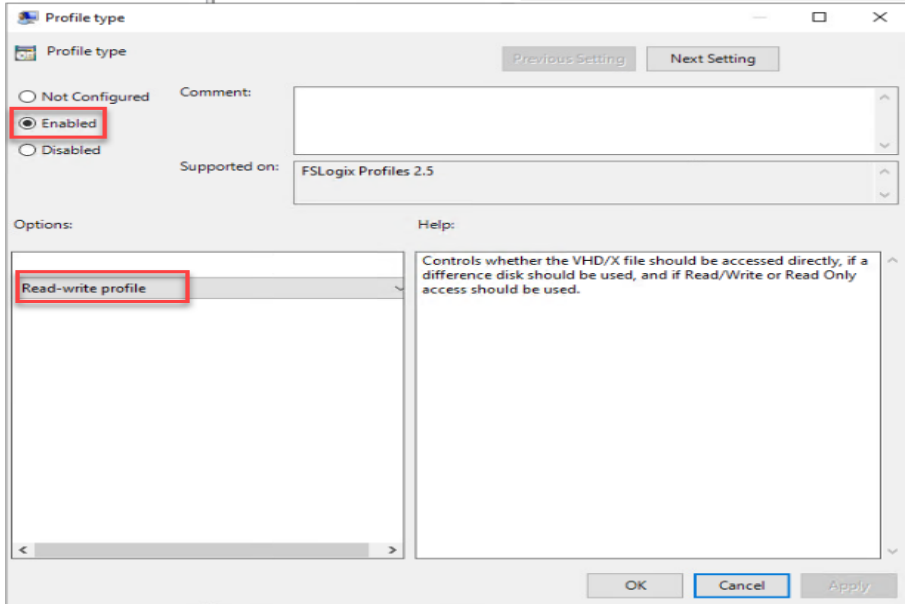 Profile type
Profile type
Previous Setting
Next Setting
Not Configured
Comment:
Enabled
Disabled
Supported on:
FSLogix Profiles 2.5
Options:
Help:
Read-write profile
Controls whether the VHD/X file should be accessed directly, if a
difference disk should be used, and if Read/Write or Read Only
access should be used.
OK
Cancel
Apply